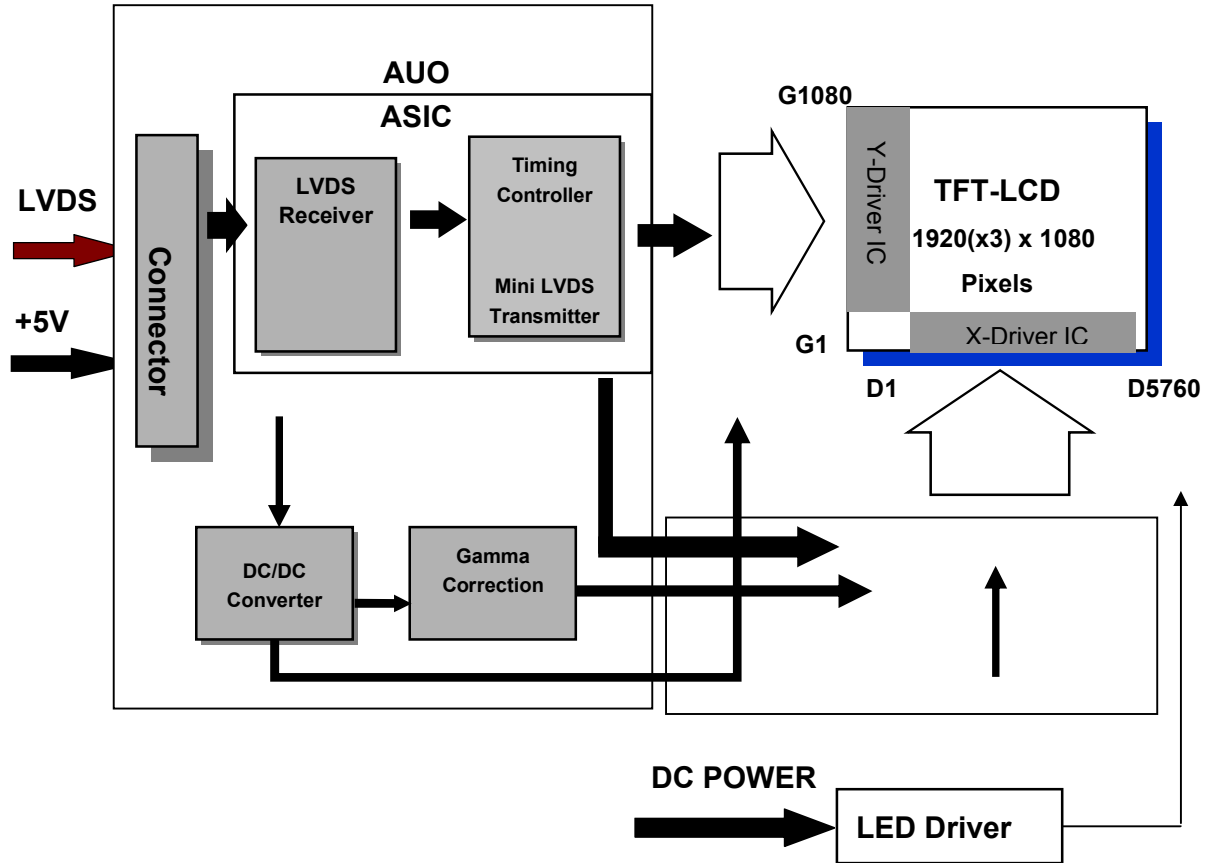 AUO
ASIC
G1080
LVDS
+5V
Connector
LVDS
Receiver
Timing
Controller
Mini LVDS
Transmitter
Y-Driver IC
TFT-LCD
1920(x3) x 1080
Pixels
X-Driver IC
G1
D1
D5760
DC/DC
Converter
Gamma
Correction
DC POWER
LED Driver